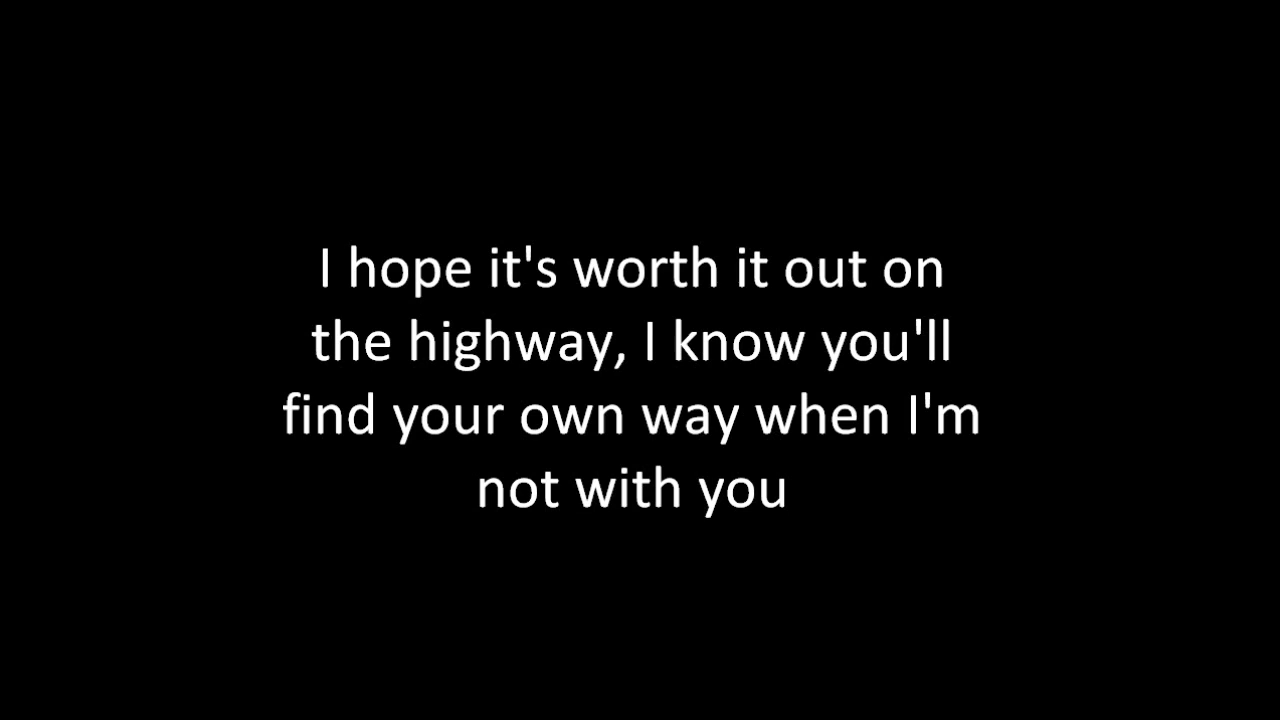 I hope it's worth it out on
the highway, I know you'll
find your own way when I'm
not with you